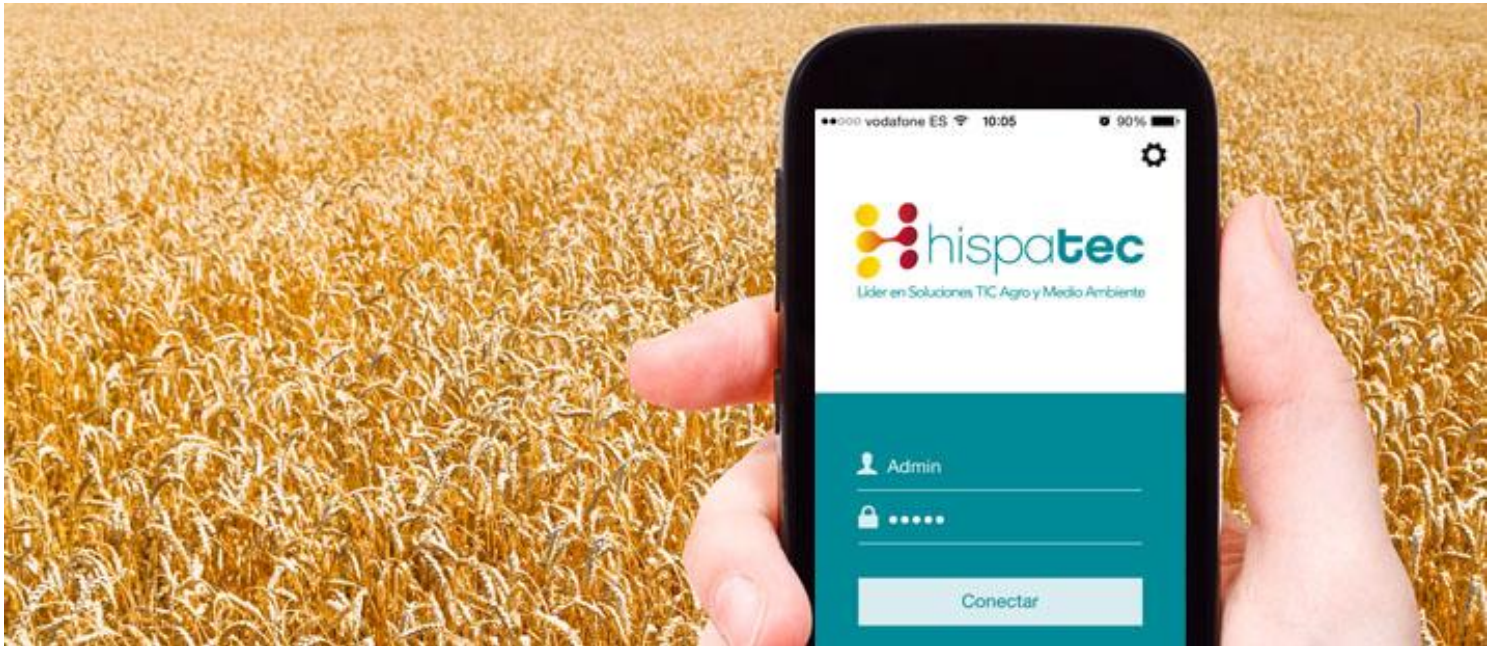 vodafone ES 10:05 90%
hispatec
Líder en Soluciones TIC Agro y Medio Ambiente
Admin
•••••
Conectar